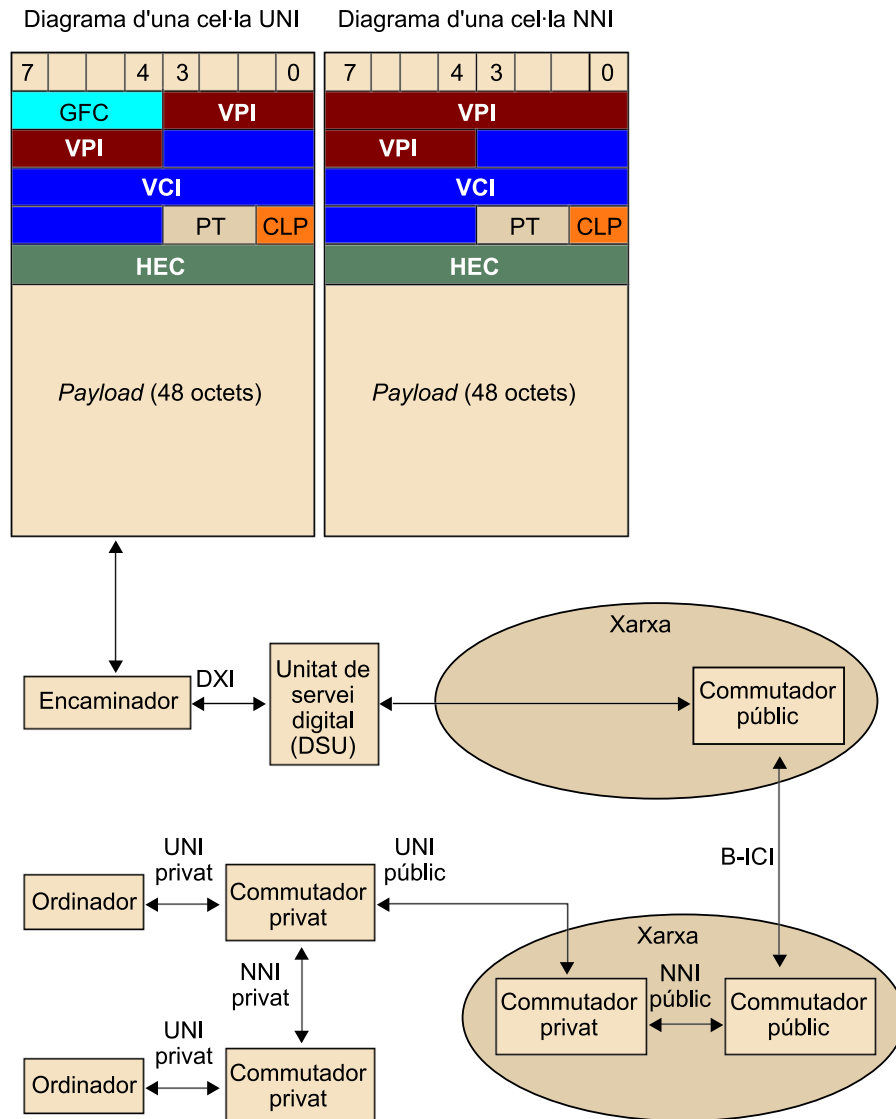 Diagrama d'una cel·la UNI
Diagrama d'una cel·la NNI
7 4 3 0
7 4 3 0
GFC VPI
VPI
VPI
VPI
VCI
VCI
PT CLP
PT CLP
HEC
HEC
Payload (48 octets)
Payload (48 octets)
Xarxa
Encaminador
DXI
Unitat de
servei
digital
(DSU)
Commutador
públic
B-ICI
UNI
privat
UNI
públic
Ordinador
Commutador
privat
NNI
privat
Xarxa
Commutador
privat
NNI
públic
Commutador
públic
UNI
privat
Ordinador
Commutador
privat